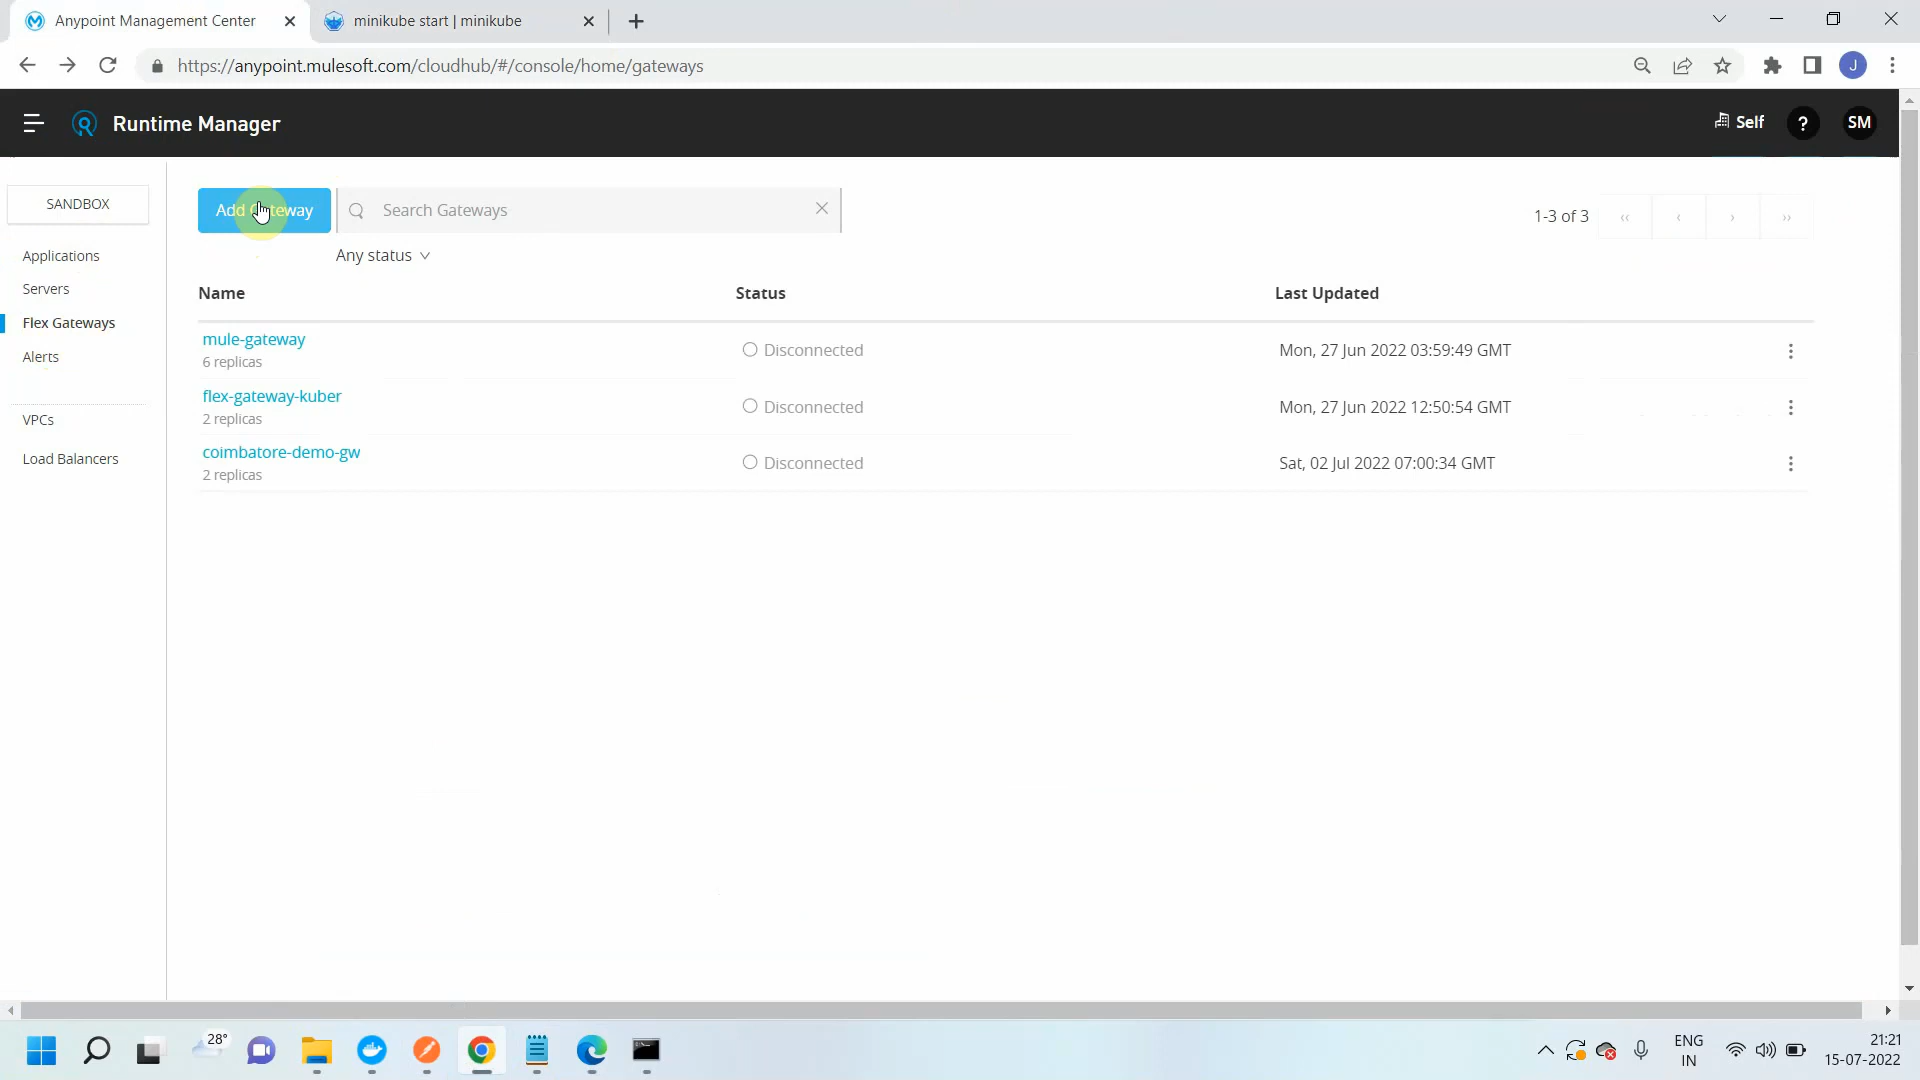 Anypoint Management Center
minikube start | minikube
https://anypoint.mulesoft.com/cloudhub/#/console/home/gateways
J
Runtime Manager
Self
?
SM
SANDBOX
Applications
Servers
Flex Gateways
Alerts
VPCs
Load Balancers
Add Gateway
Search Gateways
1-3 of 3
Any status
Name Status Last Updated
mule-gateway
6 replicas
Disconnected
Mon, 27 Jun 2022 03:59:49 GMT
flex-gateway-kuber
2 replicas
Disconnected
Mon, 27 Jun 2022 12:50:54 GMT
coimbatore-demo-gw
2 replicas
Disconnected
Sat, 02 Jul 2022 07:00:34 GMT
28°
ENG
IN
21:21
15-07-2022